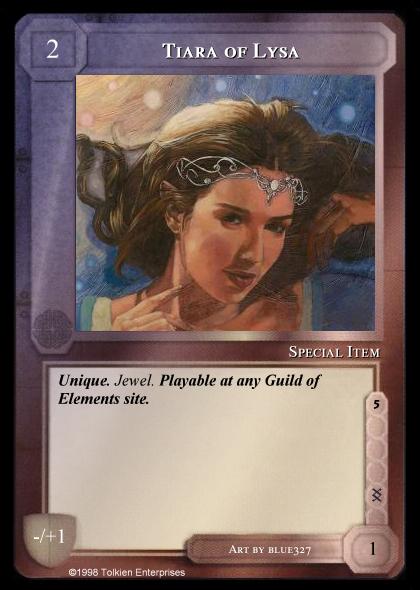 2
Tiara of Lysa
Special Item
Unique. Jewel. Playable at any Guild of
Elements site.
5
-/+1
Art by blue327
1
©1998 Tolkien Enterprises